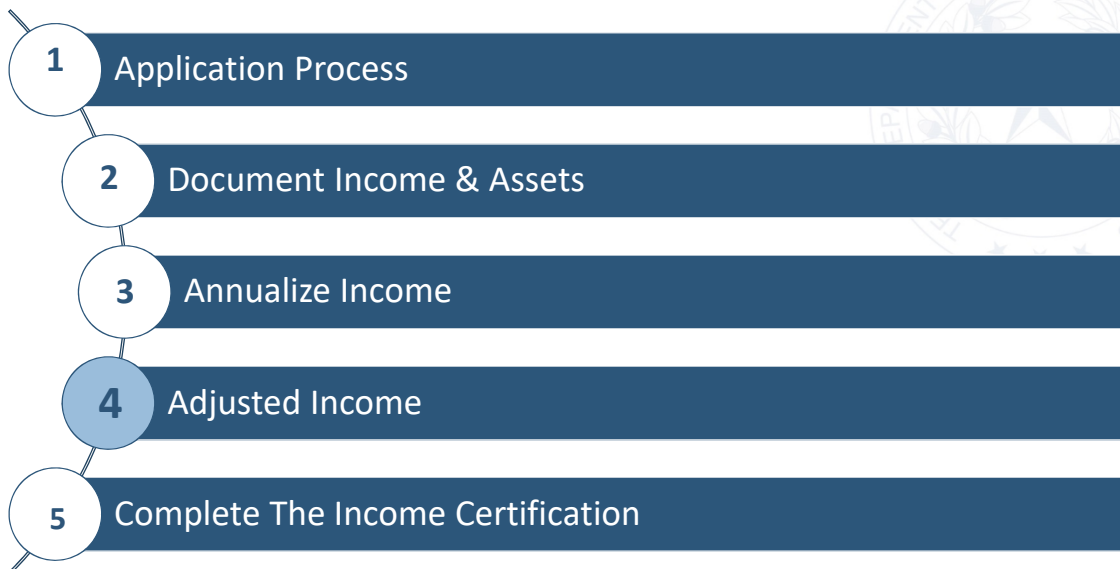 1 Application Process
2 Document Income & Assets
3 Annualize Income
4 Adjusted Income
5 Complete The Income Certification